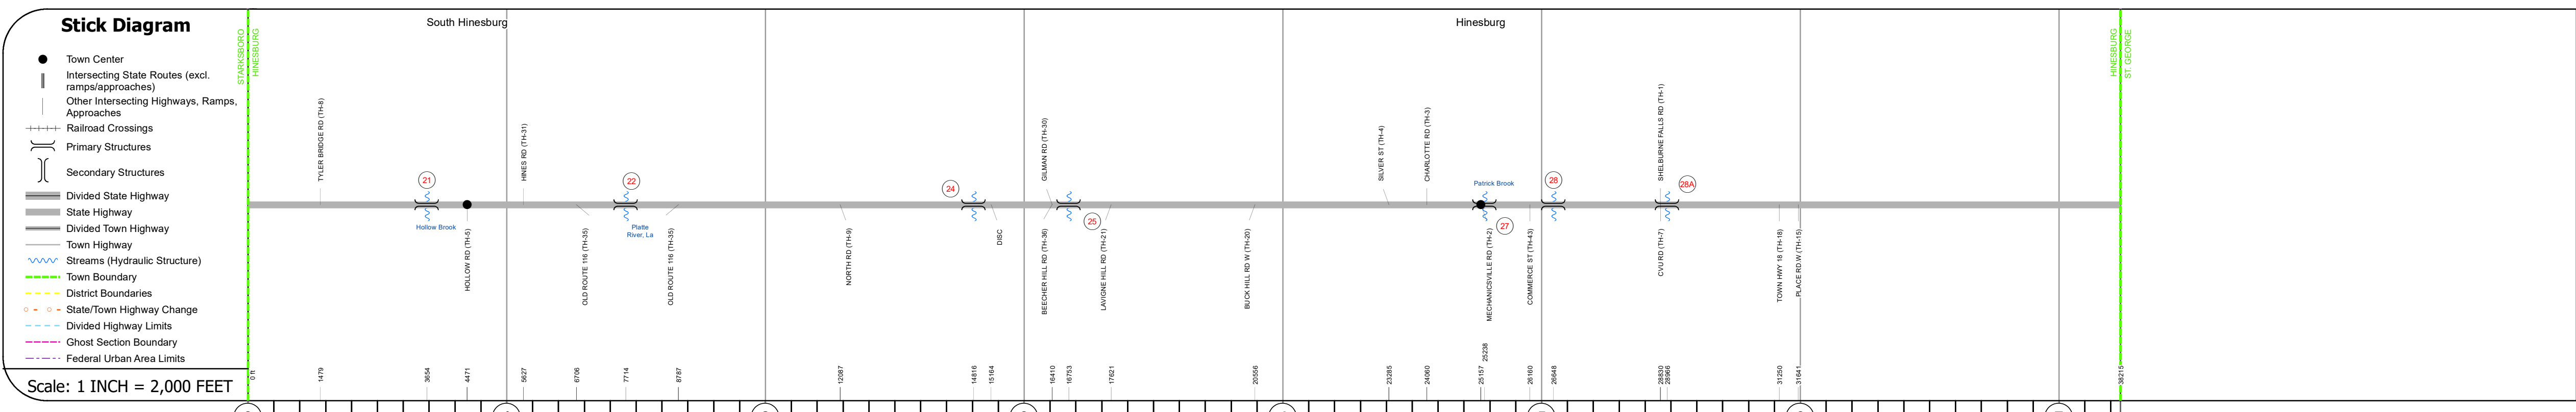 Stick Diagram
Town Center
Intersecting State Routes (excl.
ramps/approaches)
Other Intersecting Highways, Ramps,
Approaches
Railroad Crossings
Primary Structures
Secondary Structures
Divided State Highway
State Highway
Divided Town Highway
Town Highway
Streams (Hydraulic Structure)
Town Boundary
District Boundaries
State/Town Highway Change
Divided Highway Limits
Ghost Section Boundary
Federal Urban Area Limits
Scale: 1 INCH = 2,000 FEET
STARKSBORO
HINESBURG
South Hinesburg
Hinesburg
HINESBURG
ST. GEORGE
TYLER BRIDGE RD (TH-8)
21
Hollow Brook
HOLLOW RD (TH-5)
HINES RD (TH-31)
OLD ROUTE 116 (TH-35)
22
Platte
River, La
OLD ROUTE 116 (TH-35)
NORTH RD (TH-9)
24
DISC
GILMAN RD (TH-30)
BEECHER HILL RD (TH-36)
25
LAVIGNE HILL RD (TH-21)
BUCK HILL RD W (TH-20)
SILVER ST (TH-4)
CHARLOTTE RD (TH-3)
Patrick Brook
27
MECHANICSVILLE RD (TH-2)
COMMERCE ST (TH-43)
28
SHELBURNE FALLS RD (TH-1)
28A
CVU RD (TH-7)
TOWN HWY 18 (TH-18)
PLACE RD W (TH-15)
0 ft
1479
3654
4471
5627
6706
7714
8787
12087
14816
15164
16410
16753
17621
20556
23285
24060
25157
25238
26160
26648
28830
28966
31250
31641
38215